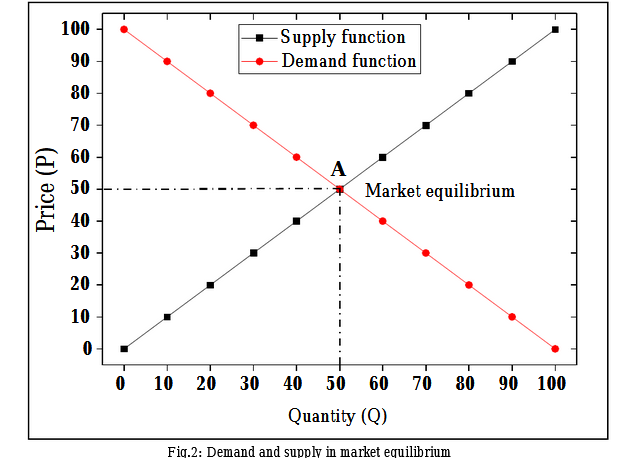 Supply function
Demand function
100
90
80
70
60
50
40
30
20
10
0
Price (P)
A
Market equilibrium
0 10 20 30 40 50 60 70 80 90 100
Quantity (Q)
Fig.2: Demand and supply in market equilibrium